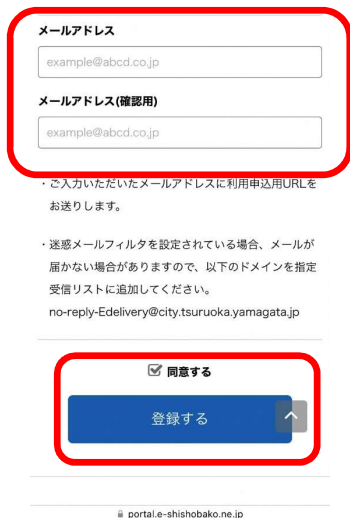 メールアドレス
example@abcd.co.jp
メールアドレス(確認用)
example@abcd.co.jp
・ご入力いただいたメールアドレスに利用申込用URLを
お送りします。
・迷惑メールフィルタを設定されている場合、メールが
届かない場合がありますので、以下のドメインを指定
受信リストに追加してください。
no-reply-Edelivery@city.tsuruoka.yamagata.jp
同意する
登録する
portal.e-shishobako.ne.jp